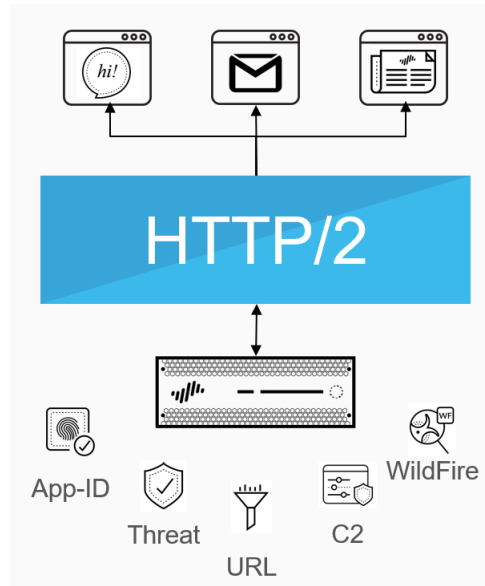 hi!
HTTP/2
WF
App-ID
WildFire
Threat
C2
URL